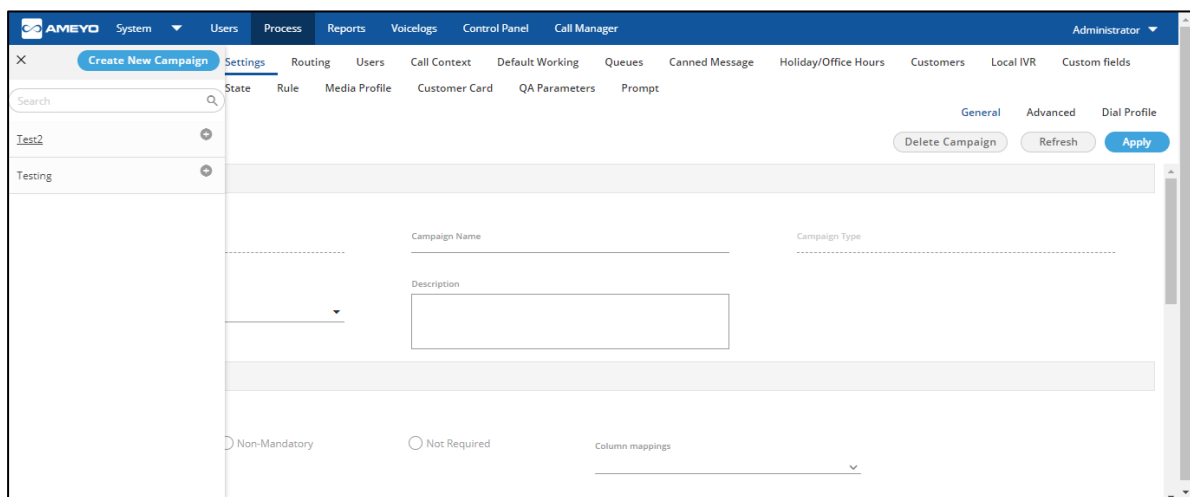 AMEYO System Users Process Reports Voicelogs Control Panel Call Manager Administrator
Create New Campaign Settings Routing Users Call Context Default Working Queues Canned Message Holiday/Office Hours Customers Local IVR Custom fields
State Rule Media Profile Customer Card QA Parameters Prompt
Search
General Advanced Dial Profile
Test2
Delete Campaign Refresh Apply
Testing
Campaign Name Campaign Type
Description
Non-Mandatory Not Required Column mappings